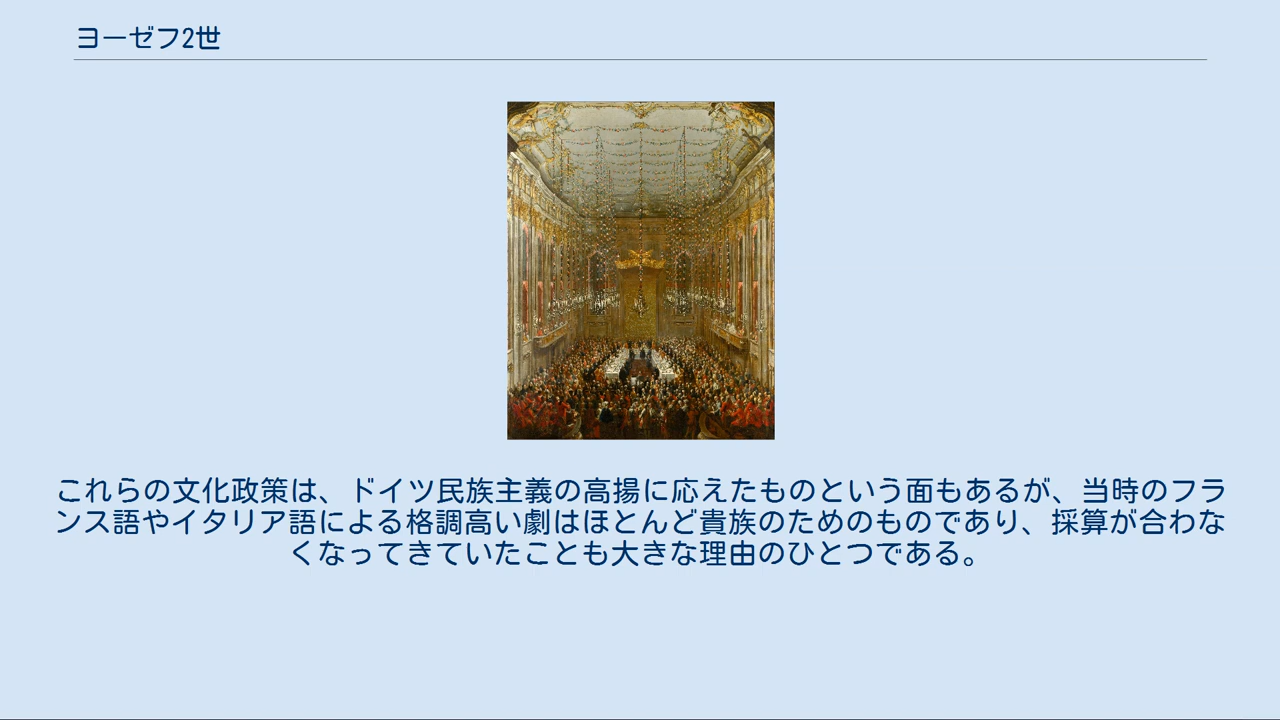 ヨーゼフ2世
これらの文化政策は、ドイツ民族主義の高揚に応えたものという面もあるが、当時のフラ
ンス語やイタリア語による格調高い劇はほとんど貴族のためのものであり、採算が合わな
くなってきていたことも大きな理由のひとつである。